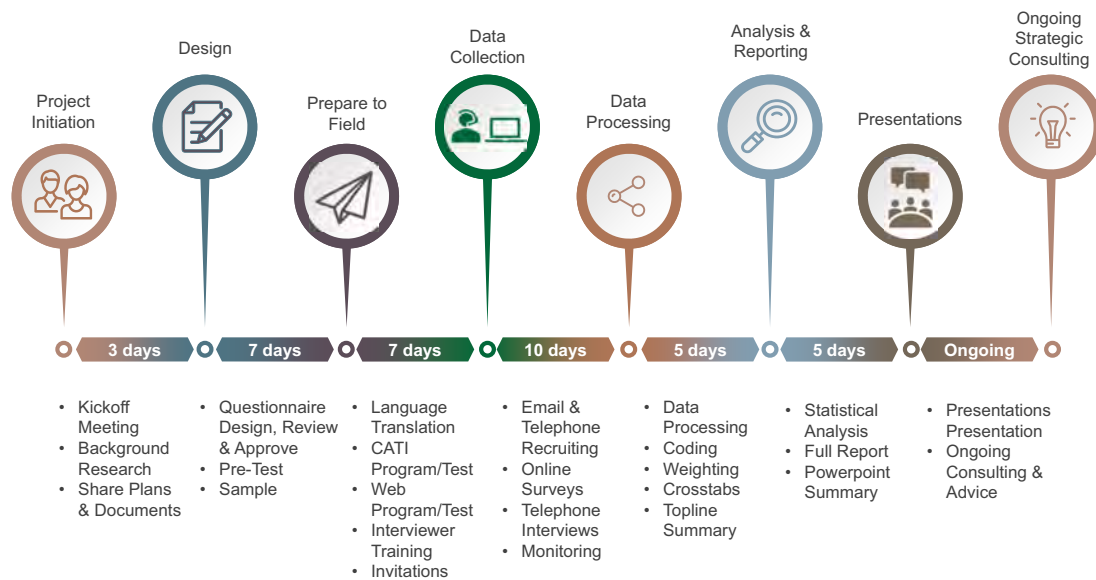 Project
Initiation
Design
Prepare to
Field
Data
Collection
Data
Processing
Analysis &
Reporting
Presentations
Ongoing
Strategic
Consulting
3 days
7 days
7 days
10 days
5 days
5 days
Ongoing
• Kickoff
Meeting
• Background
Research
• Share Plans
& Documents
• Questionnaire
Design, Review
& Approve
• Pre-Test
• Sample
• Language
Translation
• CATI
Program/Test
• Web
Program/Test
• Interviewer
Training
• Invitations
• Email &
Telephone
Recruiting
• Online
Surveys
• Telephone
Interviews
• Monitoring
• Data
Processing
• Coding
• Weighting
• Crosstabs
• Topline
Summary
• Statistical
Analysis
• Full Report
• Powerpoint
Summary
• Presentations
Presentation
• Ongoing
Consulting &
Advice